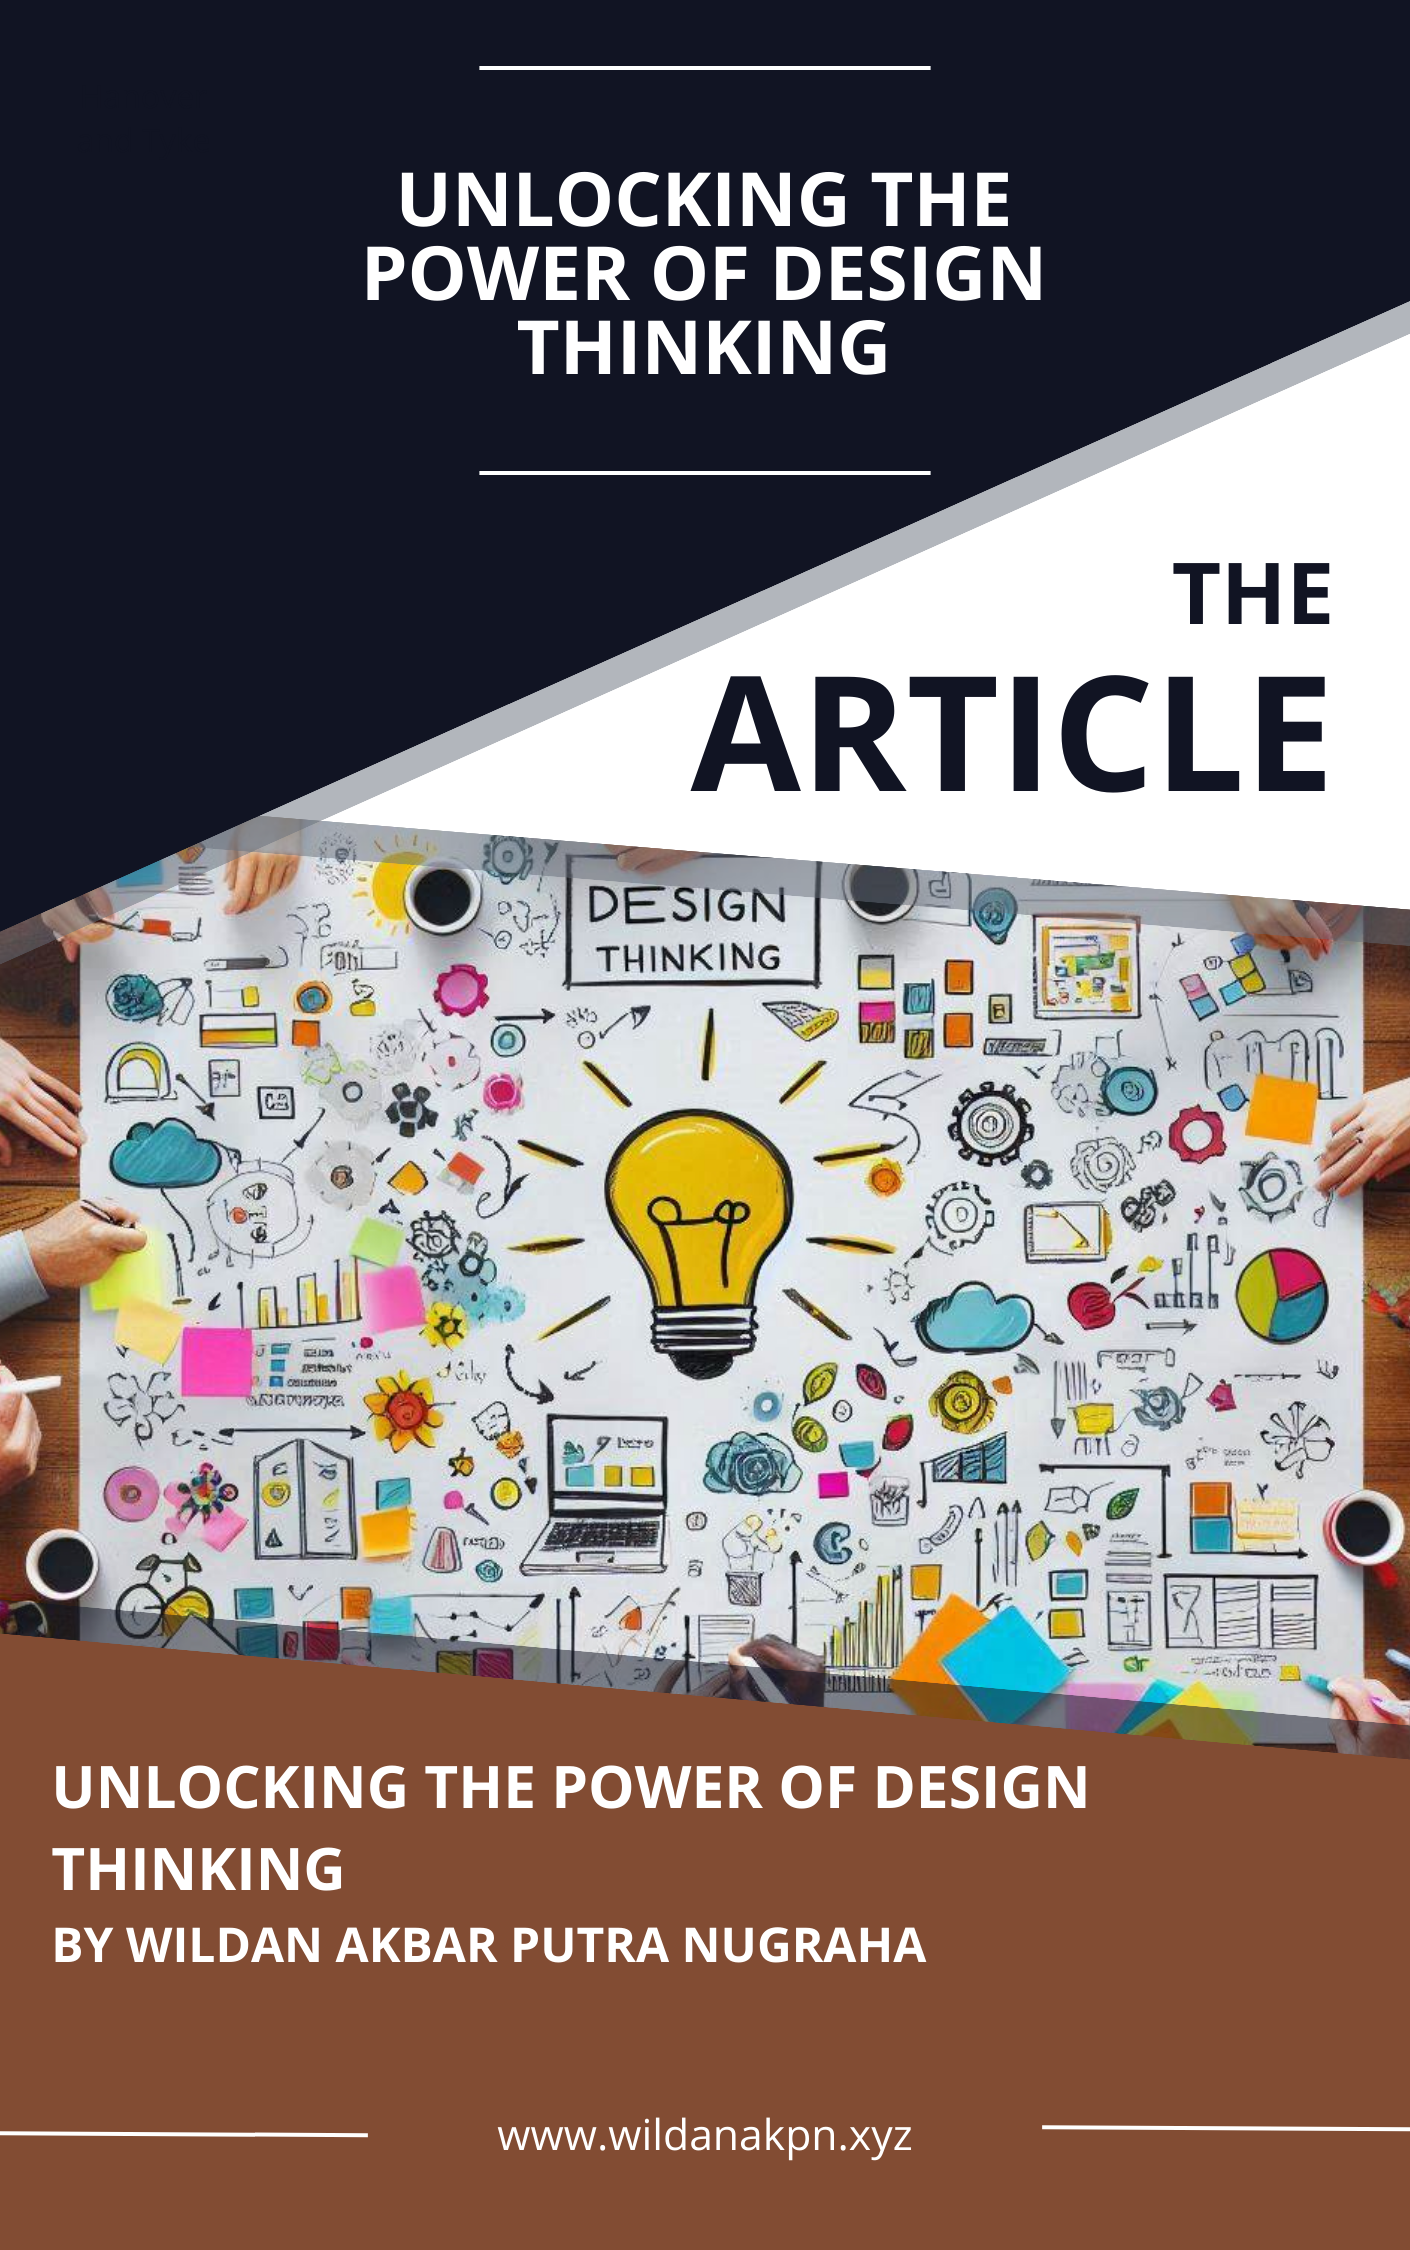 UNLOCKING THE
POWER OF DESIGN
THINKING
THE
ARTICLE
DESIGN
THINKING
UNLOCKING THE POWER OF DESIGN
THINKING
BY WILDAN AKBAR PUTRA NUGRAHA
www.wildanakpn.xyz